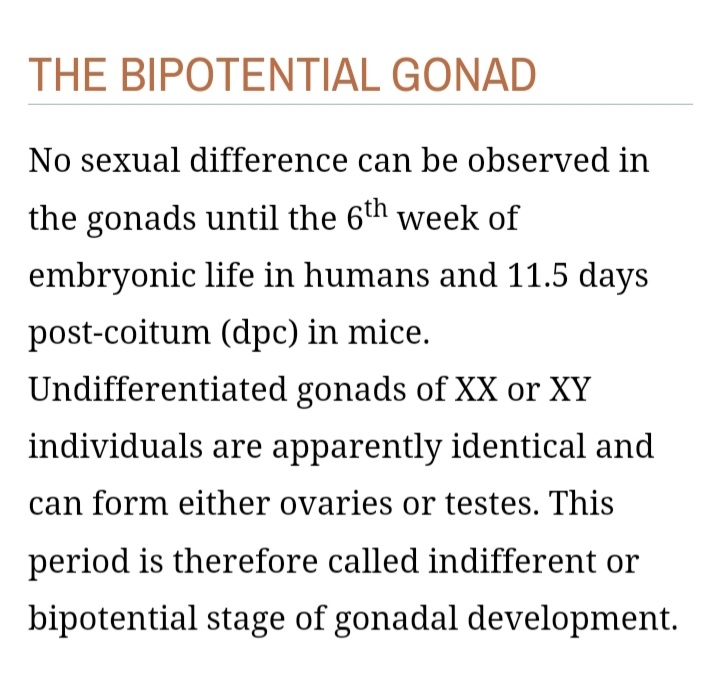 THE BIPOTENTIAL GONAD
No sexual difference can be observed in
the gonads until the 6th week of
embryonic life in humans and 11.5 days
post-coitum (dpc) in mice.
Undifferentiated gonads of XX or XY
individuals are apparently identical and
can form either ovaries or testes. This
period is therefore called indifferent or
bipotential stage of gonadal development.